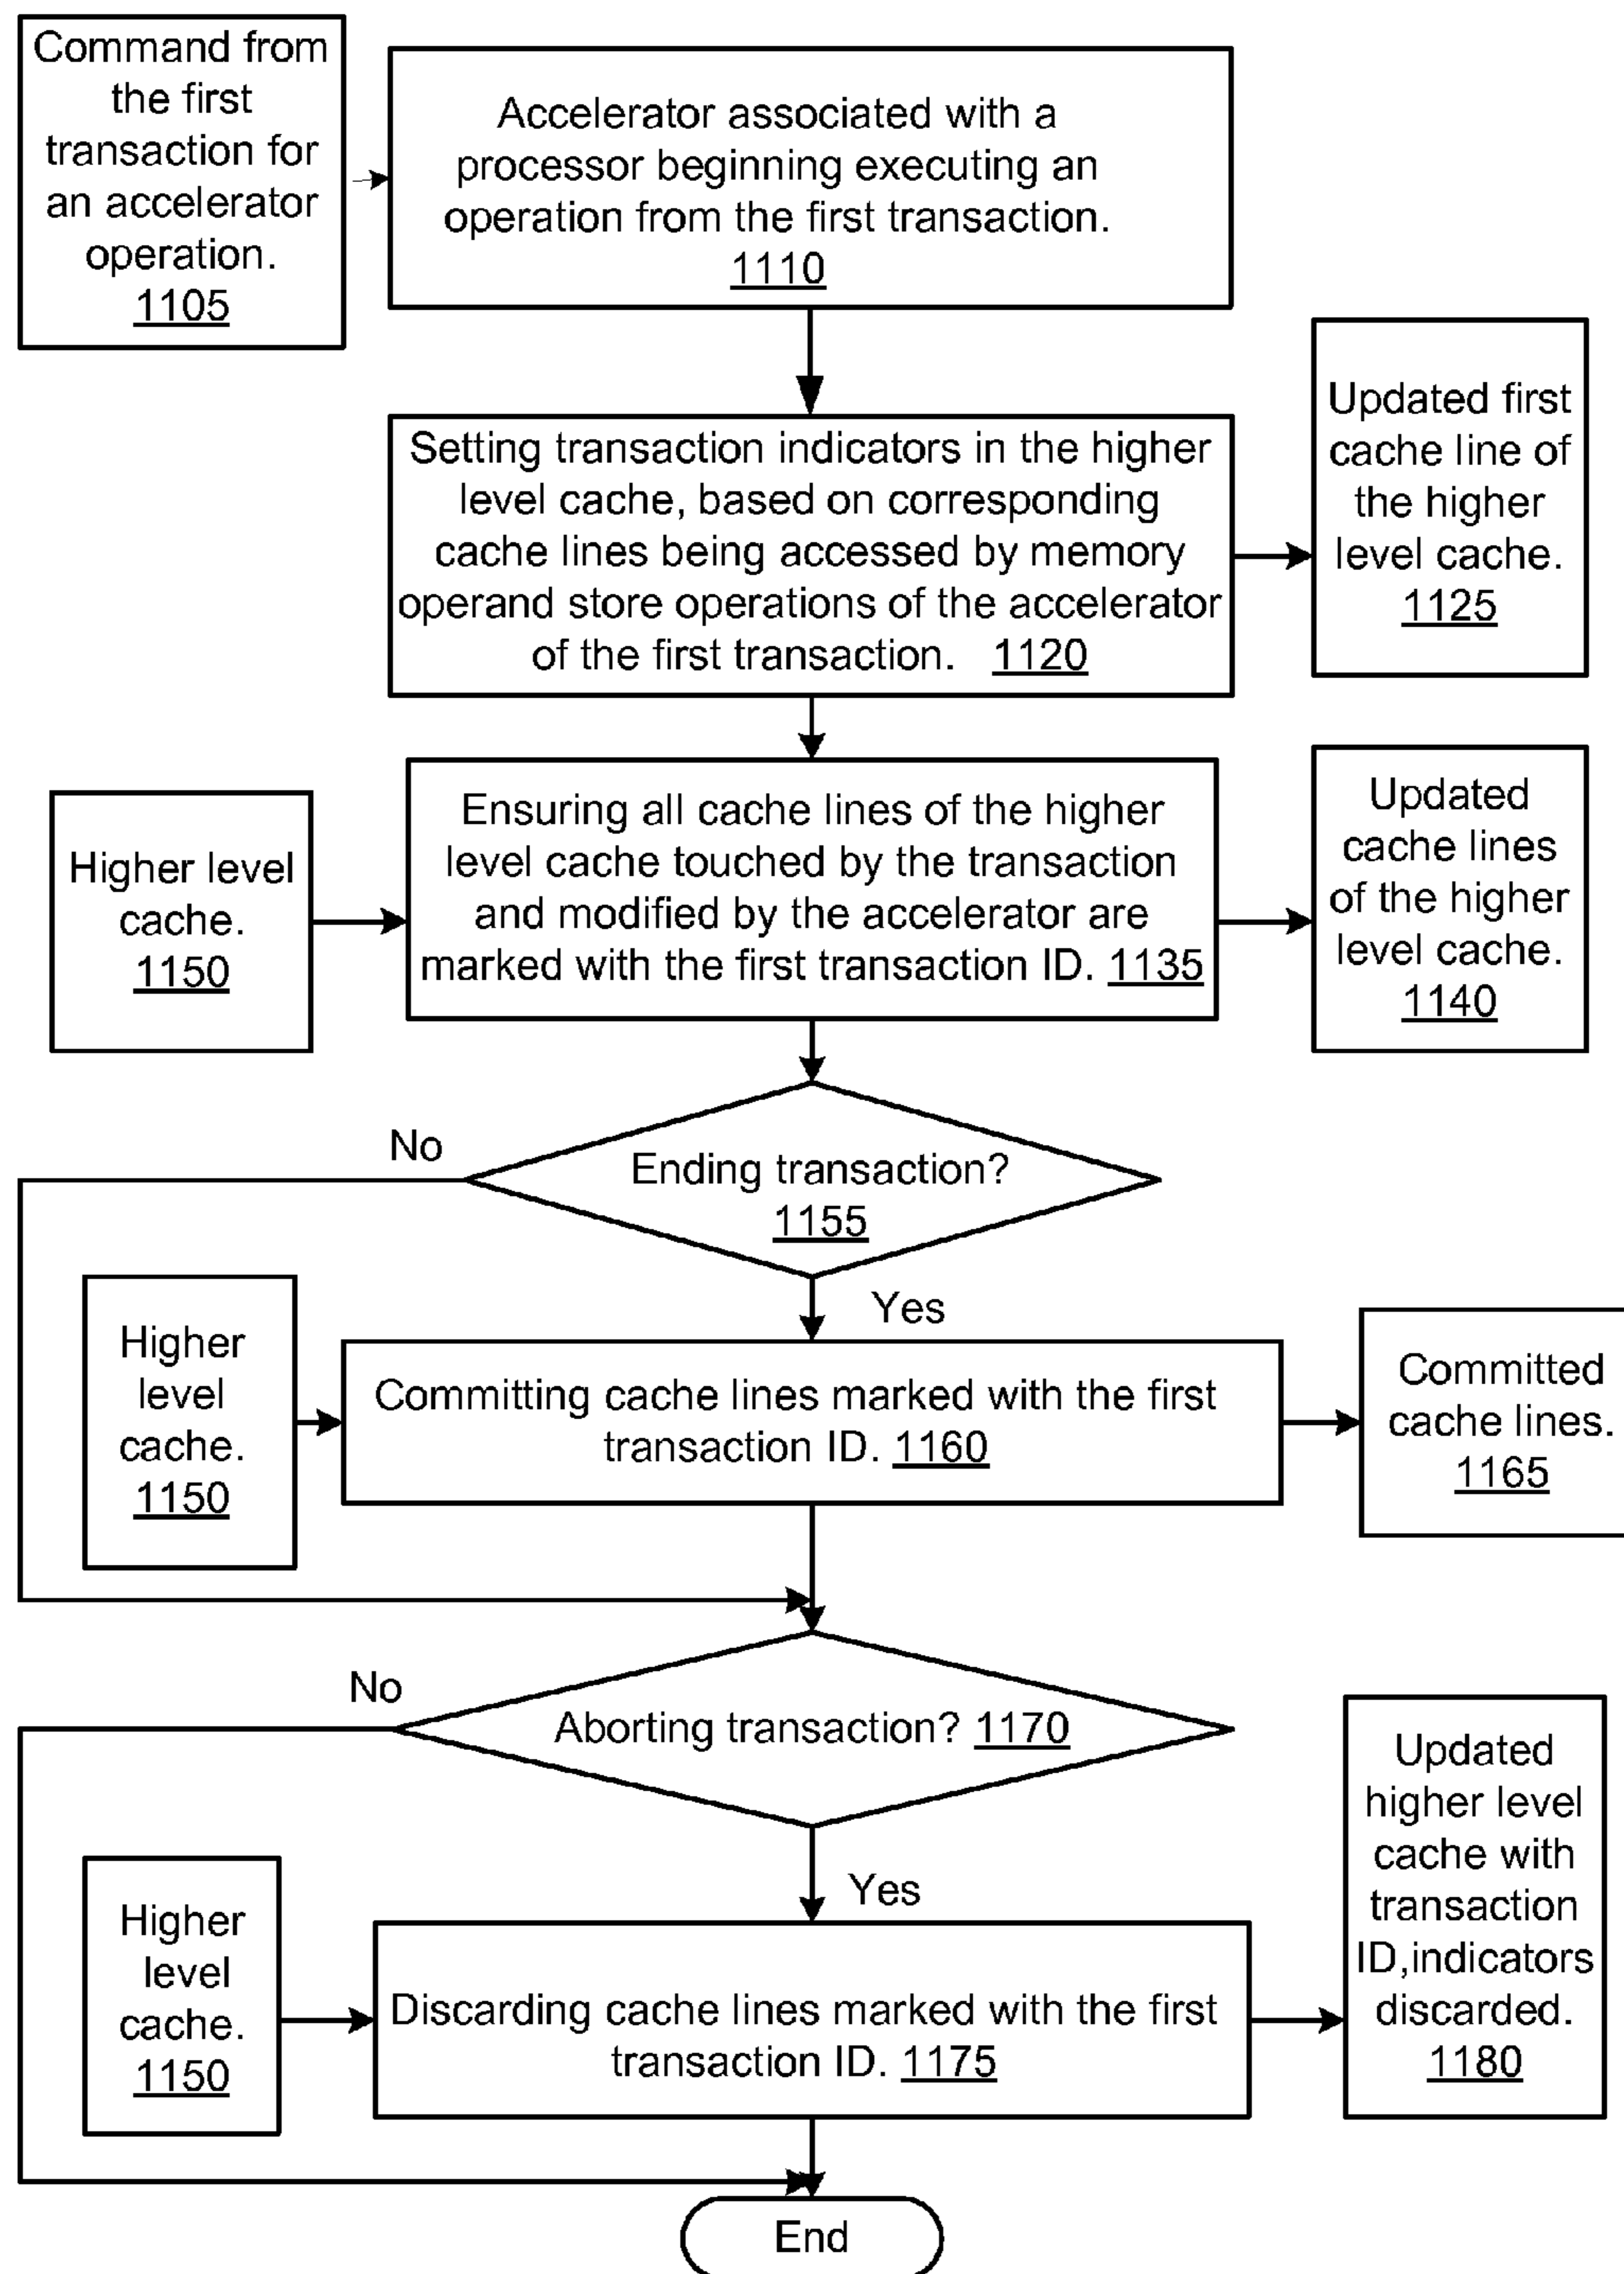 Command from
the first
transaction for
an accelerator
operation.
1105
Accelerator associated with a
processor beginning executing an
operation from the first transaction.
1110
Setting transaction indicators in the higher
level cache, based on corresponding
cache lines being accessed by memory
operand store operations of the accelerator
of the first transaction. 1120
Updated first
cache line of
the higher
level cache.
1125
Higher level
cache.
1150
Ensuring all cache lines of the higher
level cache touched by the transaction
and modified by the accelerator are
marked with the first transaction ID. 1135
Updated
cache lines
of the higher
level cache.
1140
No
Ending transaction?
1155
Yes
Higher
level
cache.
1150
Committing cache lines marked with the first
transaction ID. 1160
Committed
cache lines.
1165
No
Aborting transaction? 1170
Yes
Higher
level
cache.
1150
Discarding cache lines marked with the first
transaction ID. 1175
Updated
higher level
cache with
transaction
ID,indicators
discarded.
1180
End